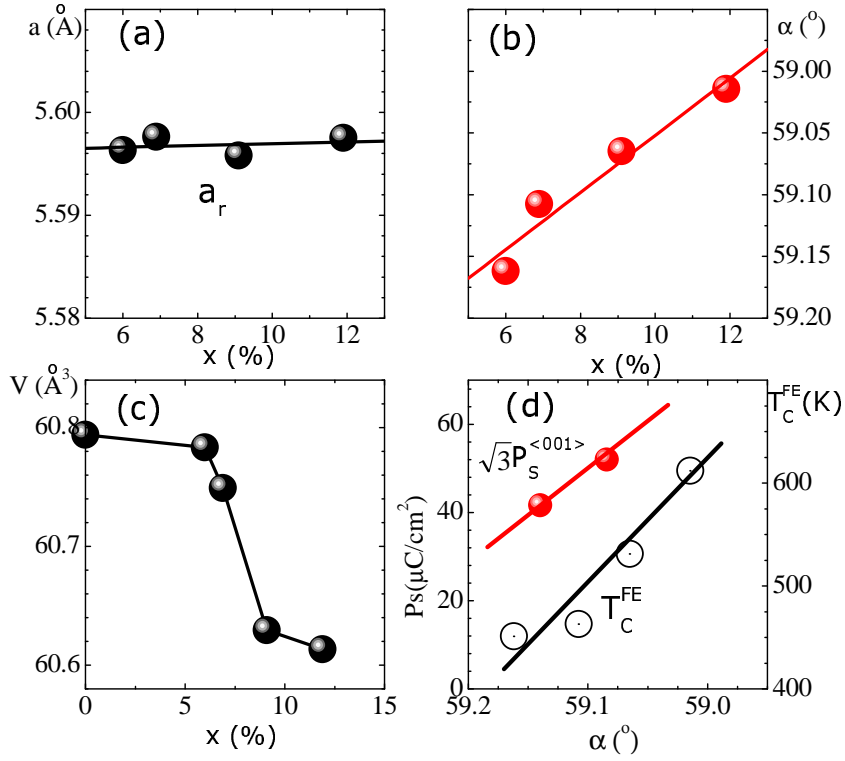 a (Å)
(a)
5.60
5.59
5.58
a_r
6 8 10 12
x (%)
(b)
α (°)
59.00
59.05
59.10
59.15
59.20
6 8 10 12
x (%)
V (Å³)
(c)
60.8
60.7
60.6
0 5 10 15
x (%)
(d)
T_C^FE(K)
60
40
20
0
Ps(μC/cm²)
√3P_S^<001>
T_C^FE
600
500
400
59.2 59.1 59.0
α (°)